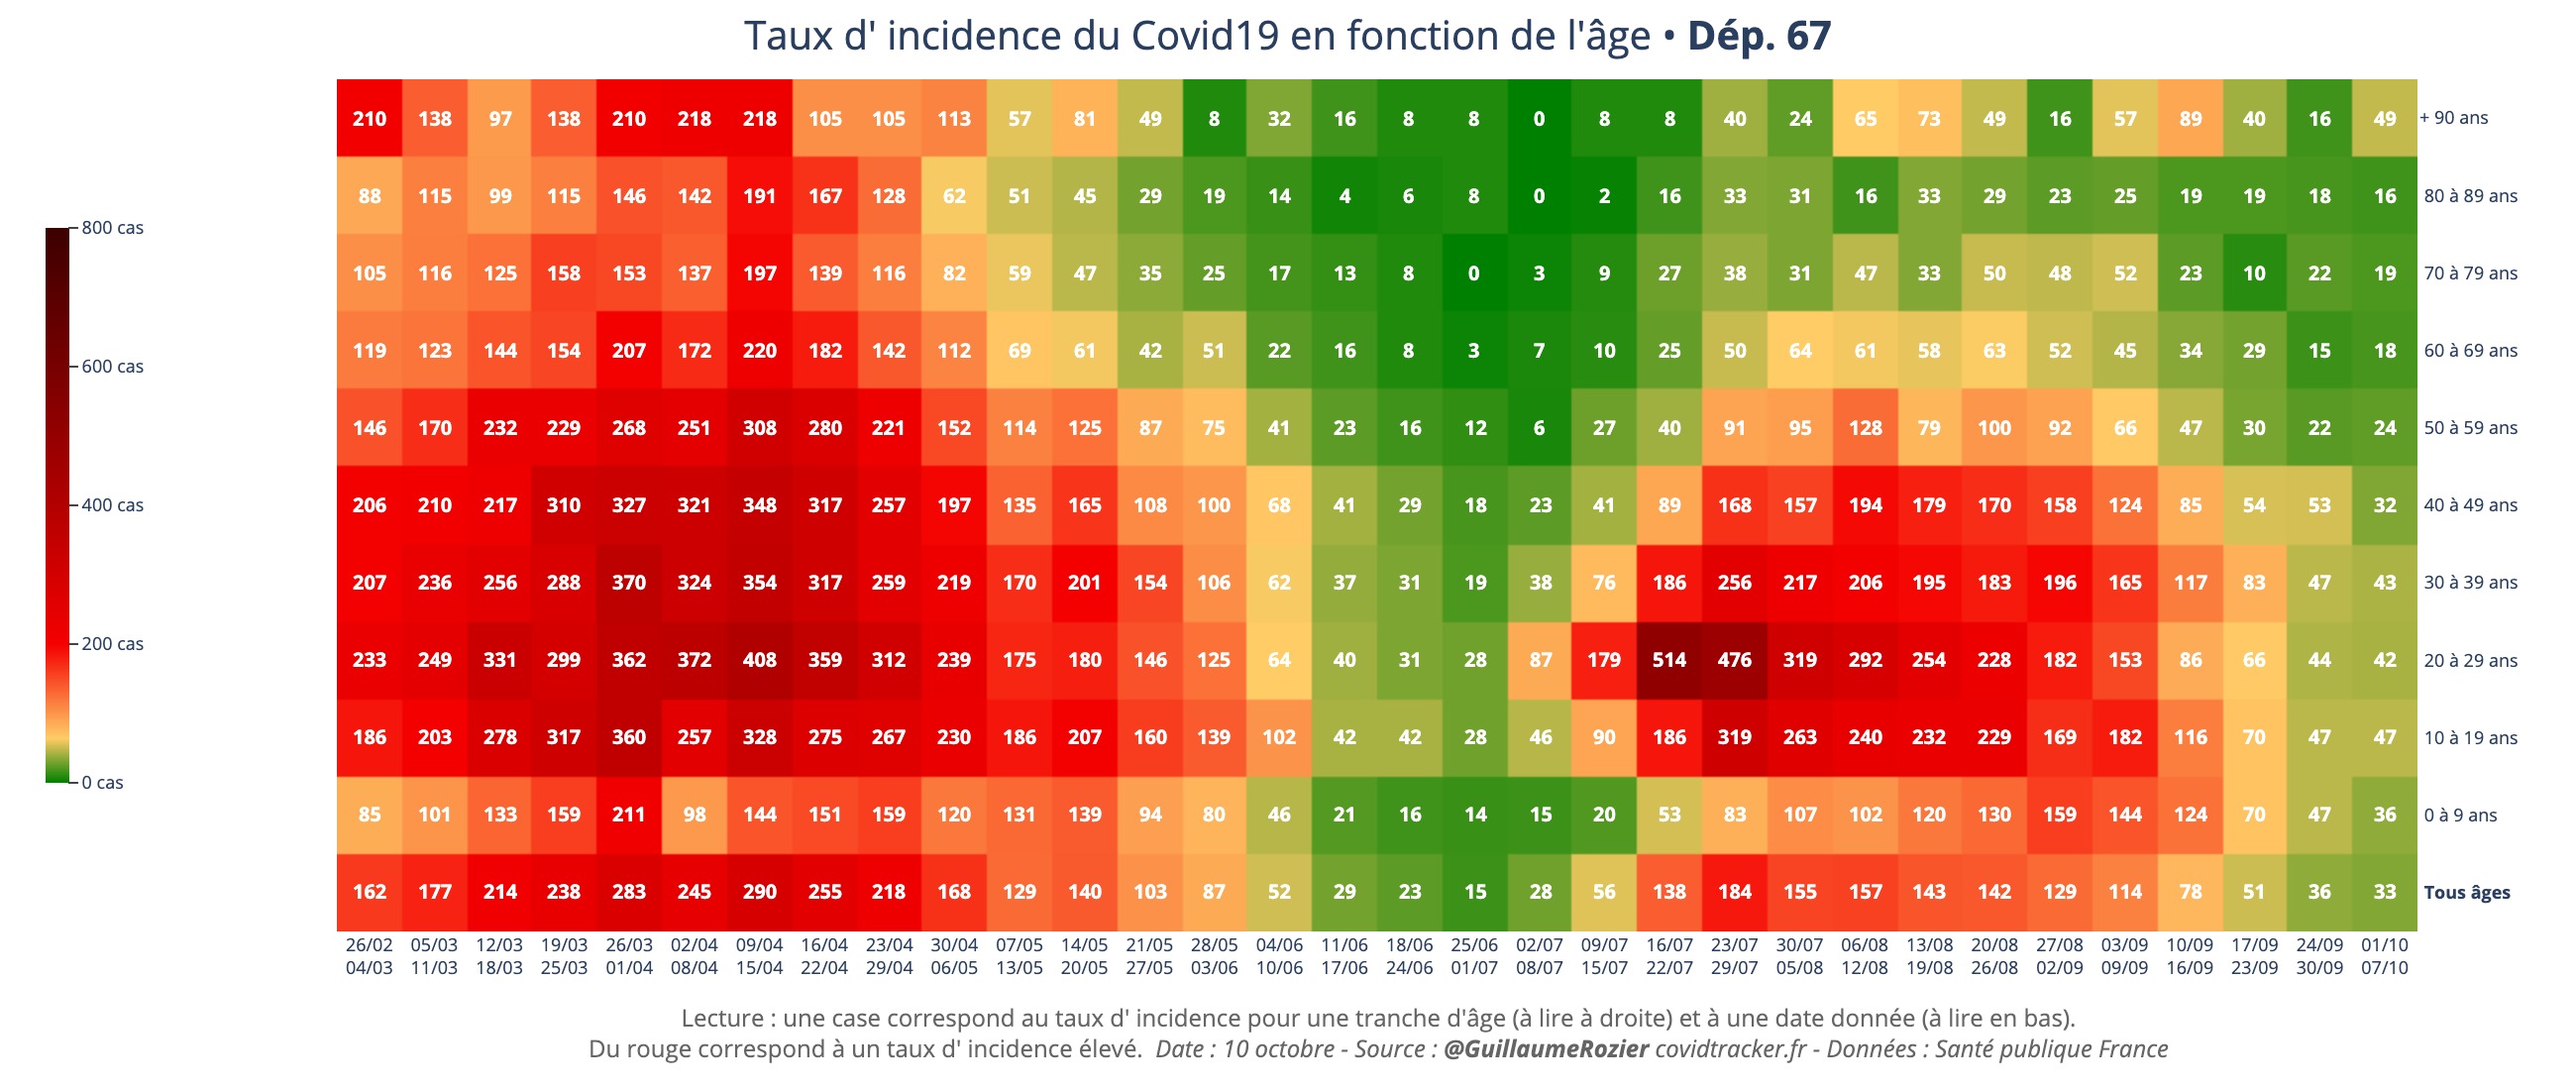 Taux d' incidence du Covid19 en fonction de l'âge • Dép. 67
800 cas
600 cas
400 cas
200 cas
0 cas
210 138 97 138 210 218 218 105 105 113 57 81 49 8 32 16 8 8 0 8 8 40 24 65 73 49 16 57 89 40 16 49 + 90 ans
88 115 99 115 146 142 191 167 128 62 51 45 29 19 14 4 6 8 0 2 16 33 31 16 33 29 23 25 19 19 18 16 80 à 89 ans
105 116 125 158 153 137 197 139 116 82 59 47 35 25 17 13 8 0 3 9 27 38 31 47 33 50 48 52 23 10 22 19 70 à 79 ans
119 123 144 154 207 172 220 182 142 112 69 61 42 51 22 16 8 3 7 10 25 50 64 61 58 63 52 45 34 29 15 18 60 à 69 ans
146 170 232 229 268 251 308 280 221 152 114 125 87 75 41 23 16 12 6 27 40 91 95 128 79 100 92 66 47 30 22 24 50 à 59 ans
206 210 217 310 327 321 348 317 257 197 135 165 108 100 68 41 29 18 23 41 89 168 157 194 179 170 158 124 85 54 53 32 40 à 49 ans
207 236 256 288 370 324 354 317 259 219 170 201 154 106 62 37 31 19 38 76 186 256 217 206 195 183 196 165 117 83 47 43 30 à 39 ans
233 249 331 299 362 372 408 359 312 239 175 180 146 125 64 40 31 28 87 179 514 476 319 292 254 228 182 153 86 66 44 42 20 à 29 ans
186 203 278 317 360 257 328 275 267 230 186 207 160 139 102 42 42 28 46 90 186 319 263 240 232 229 169 182 116 70 47 47 10 à 19 ans
85 101 133 159 211 98 144 151 159 120 131 139 94 80 46 21 16 14 15 20 53 83 107 102 120 130 159 144 124 70 47 36 0 à 9 ans
162 177 214 238 283 245 290 255 218 168 129 140 103 87 52 29 23 15 28 56 138 184 155 157 143 142 129 114 78 51 36 33 Tous âges
26/02 05/03 12/03 19/03 26/03 02/04 09/04 16/04 23/04 30/04 07/05 14/05 21/05 28/05 04/06 11/06 18/06 25/06 02/07 09/07 16/07 23/07 30/07 06/08 13/08 20/08 27/08 03/09 10/09 17/09 24/09 01/10
04/03 11/03 18/03 25/03 01/04 08/04 15/04 22/04 29/04 06/05 13/05 20/05 27/05 03/06 10/06 17/06 24/06 01/07 08/07 15/07 22/07 29/07 05/08 12/08 19/08 26/08 02/09 09/09 16/09 23/09 30/09 07/10
Lecture : une case correspond au taux d' incidence pour une tranche d'âge (à lire à droite) et à une date donnée (à lire en bas).
Du rouge correspond à un taux d' incidence élevé. Date : 10 octobre - Source : @GuillaumeRozier covidtracker.fr - Données : Santé publique France